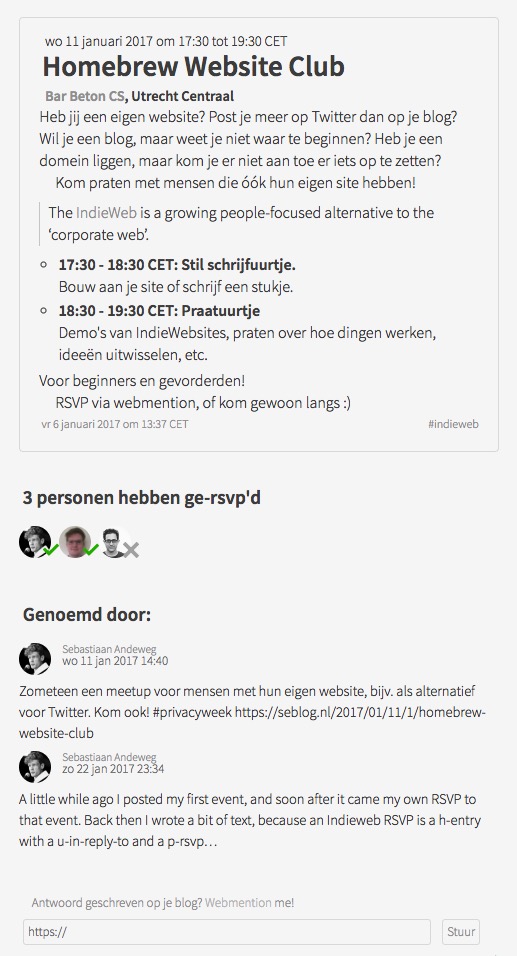 wo 11 januari 2017 om 17:30 tot 19:30 CET
Homebrew Website Club
Bar Beton CS, Utrecht Centraal
Heb jij een eigen website? Post je meer op Twitter dan op je blog?
Wil je een blog, maar weet je niet waar te beginnen? Heb je een
domein liggen, maar kom je er niet aan toe er iets op te zetten?
Kom praten met mensen die óók hun eigen site hebben!
The IndieWeb is a growing people-focused alternative to the
‘corporate web’.
17:30 - 18:30 CET: Stil schrijfuurtje.
Bouw aan je site of schrijf een stukje.
18:30 - 19:30 CET: Praatuurtje
Demo's van IndieWebsites, praten over hoe dingen werken,
ideeën uitwisselen, etc.
Voor beginners en gevorderden!
RSVP via webmention, of kom gewoon langs :)
vr 6 januari 2017 om 13:37 CET #indieweb
3 personen hebben ge-rsvp'd
Genoemd door:
Sebastiaan Andeweg
wo 11 jan 2017 14:40
Zometeen een meetup voor mensen met hun eigen website, bijv. als alternatief
voor Twitter. Kom ook! #privacyweek https://seblog.nl/2017/01/11/1/homebrew-
website-club
Sebastiaan Andeweg
zo 22 jan 2017 23:34
A little while ago I posted my first event, and soon after it came my own RSVP to
that event. Back then I wrote a bit of text, because an Indieweb RSVP is a h-entry
with a u-in-reply-to and a p-rsvp…
Antwoord geschreven op je blog? Webmention me!
https:// Stuur